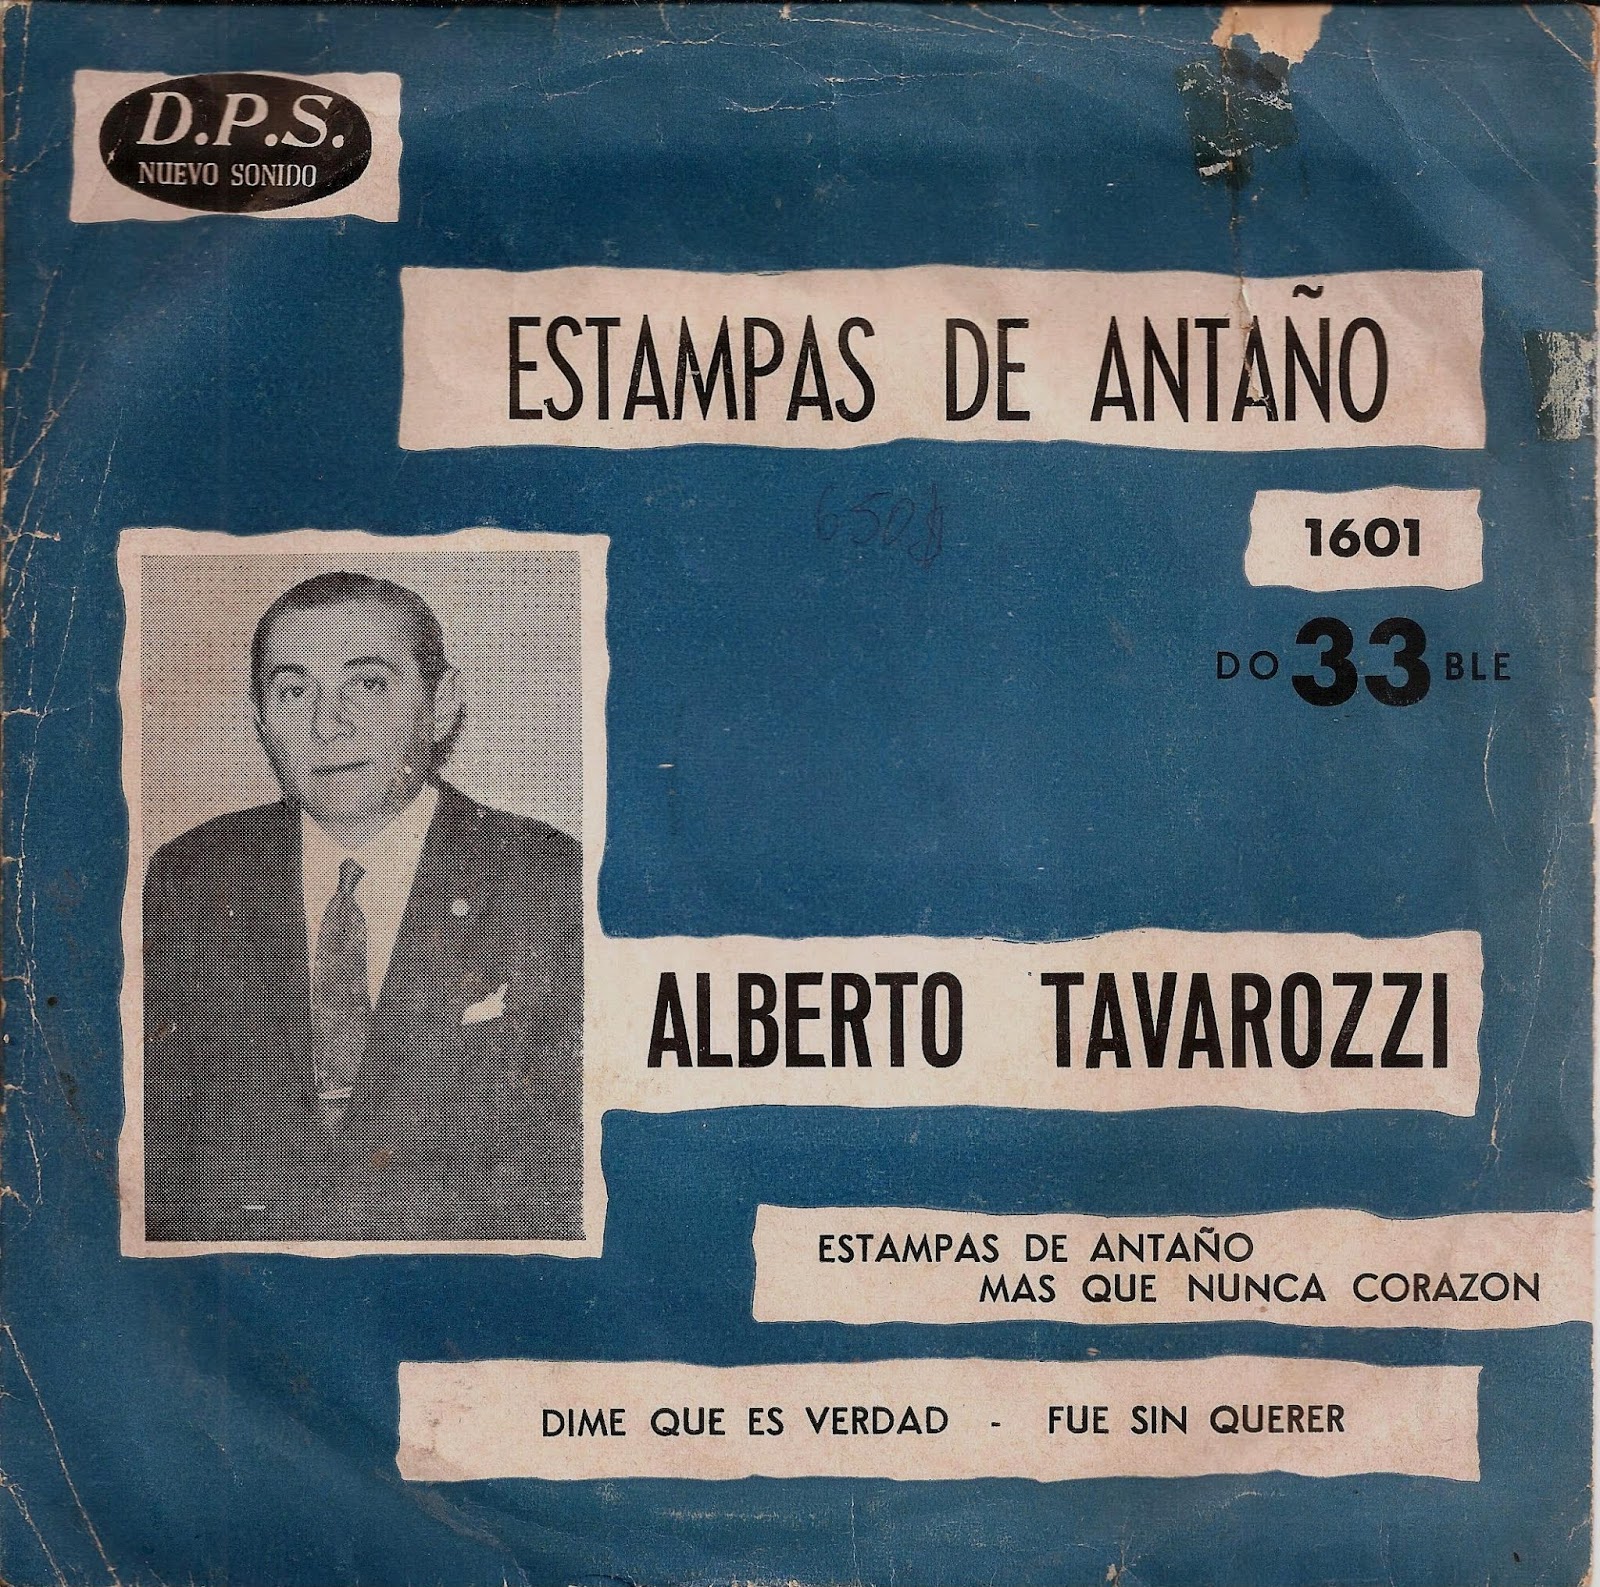 D.P.S.
NUEVO SONIDO
ESTAMPAS DE ANTAÑO
650$
1601
DO 33 BLE
ALBERTO TAVAROZZI
ESTAMPAS DE ANTAÑO
MAS QUE NUNCA CORAZON
DIME QUE ES VERDAD - FUE SIN QUERER